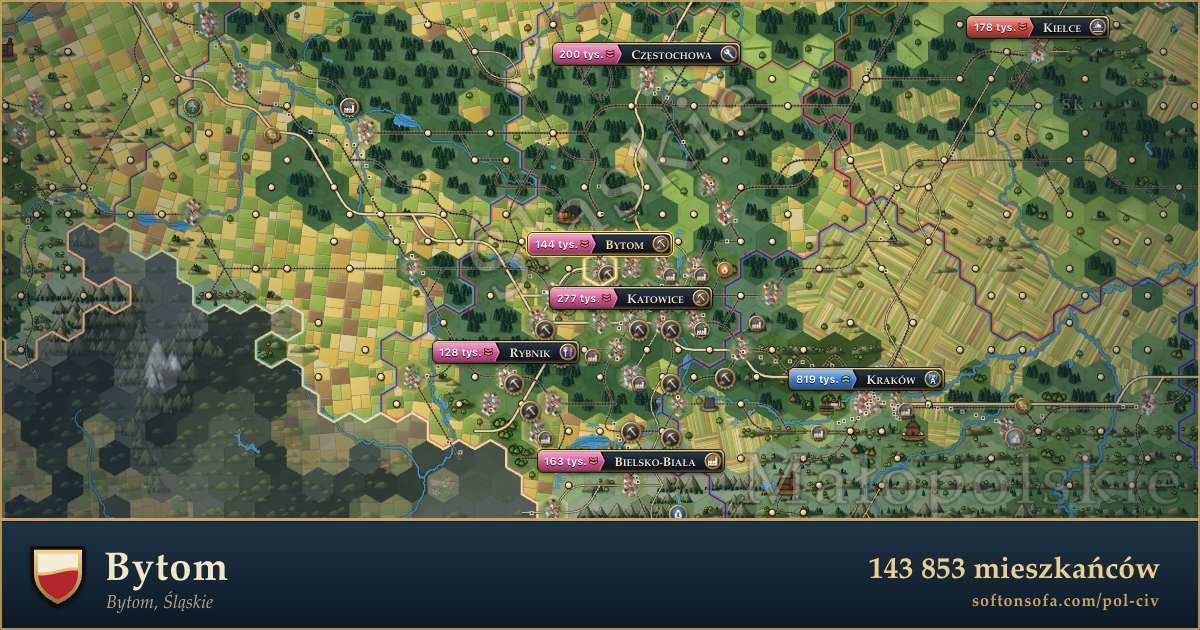 178 tys. KIELCE
200 tys. CZĘSTOCHOWA
Śląskie
144 tys. BYTOM
277 tys. KATOWICE
128 tys. RYBNIK
819 tys. KRAKÓW
163 tys. BIELSKO-BIAŁA
Małopolskie
Bytom
Bytom, Śląskie
143 853 mieszkańców
softonsofa.com/pol-civ